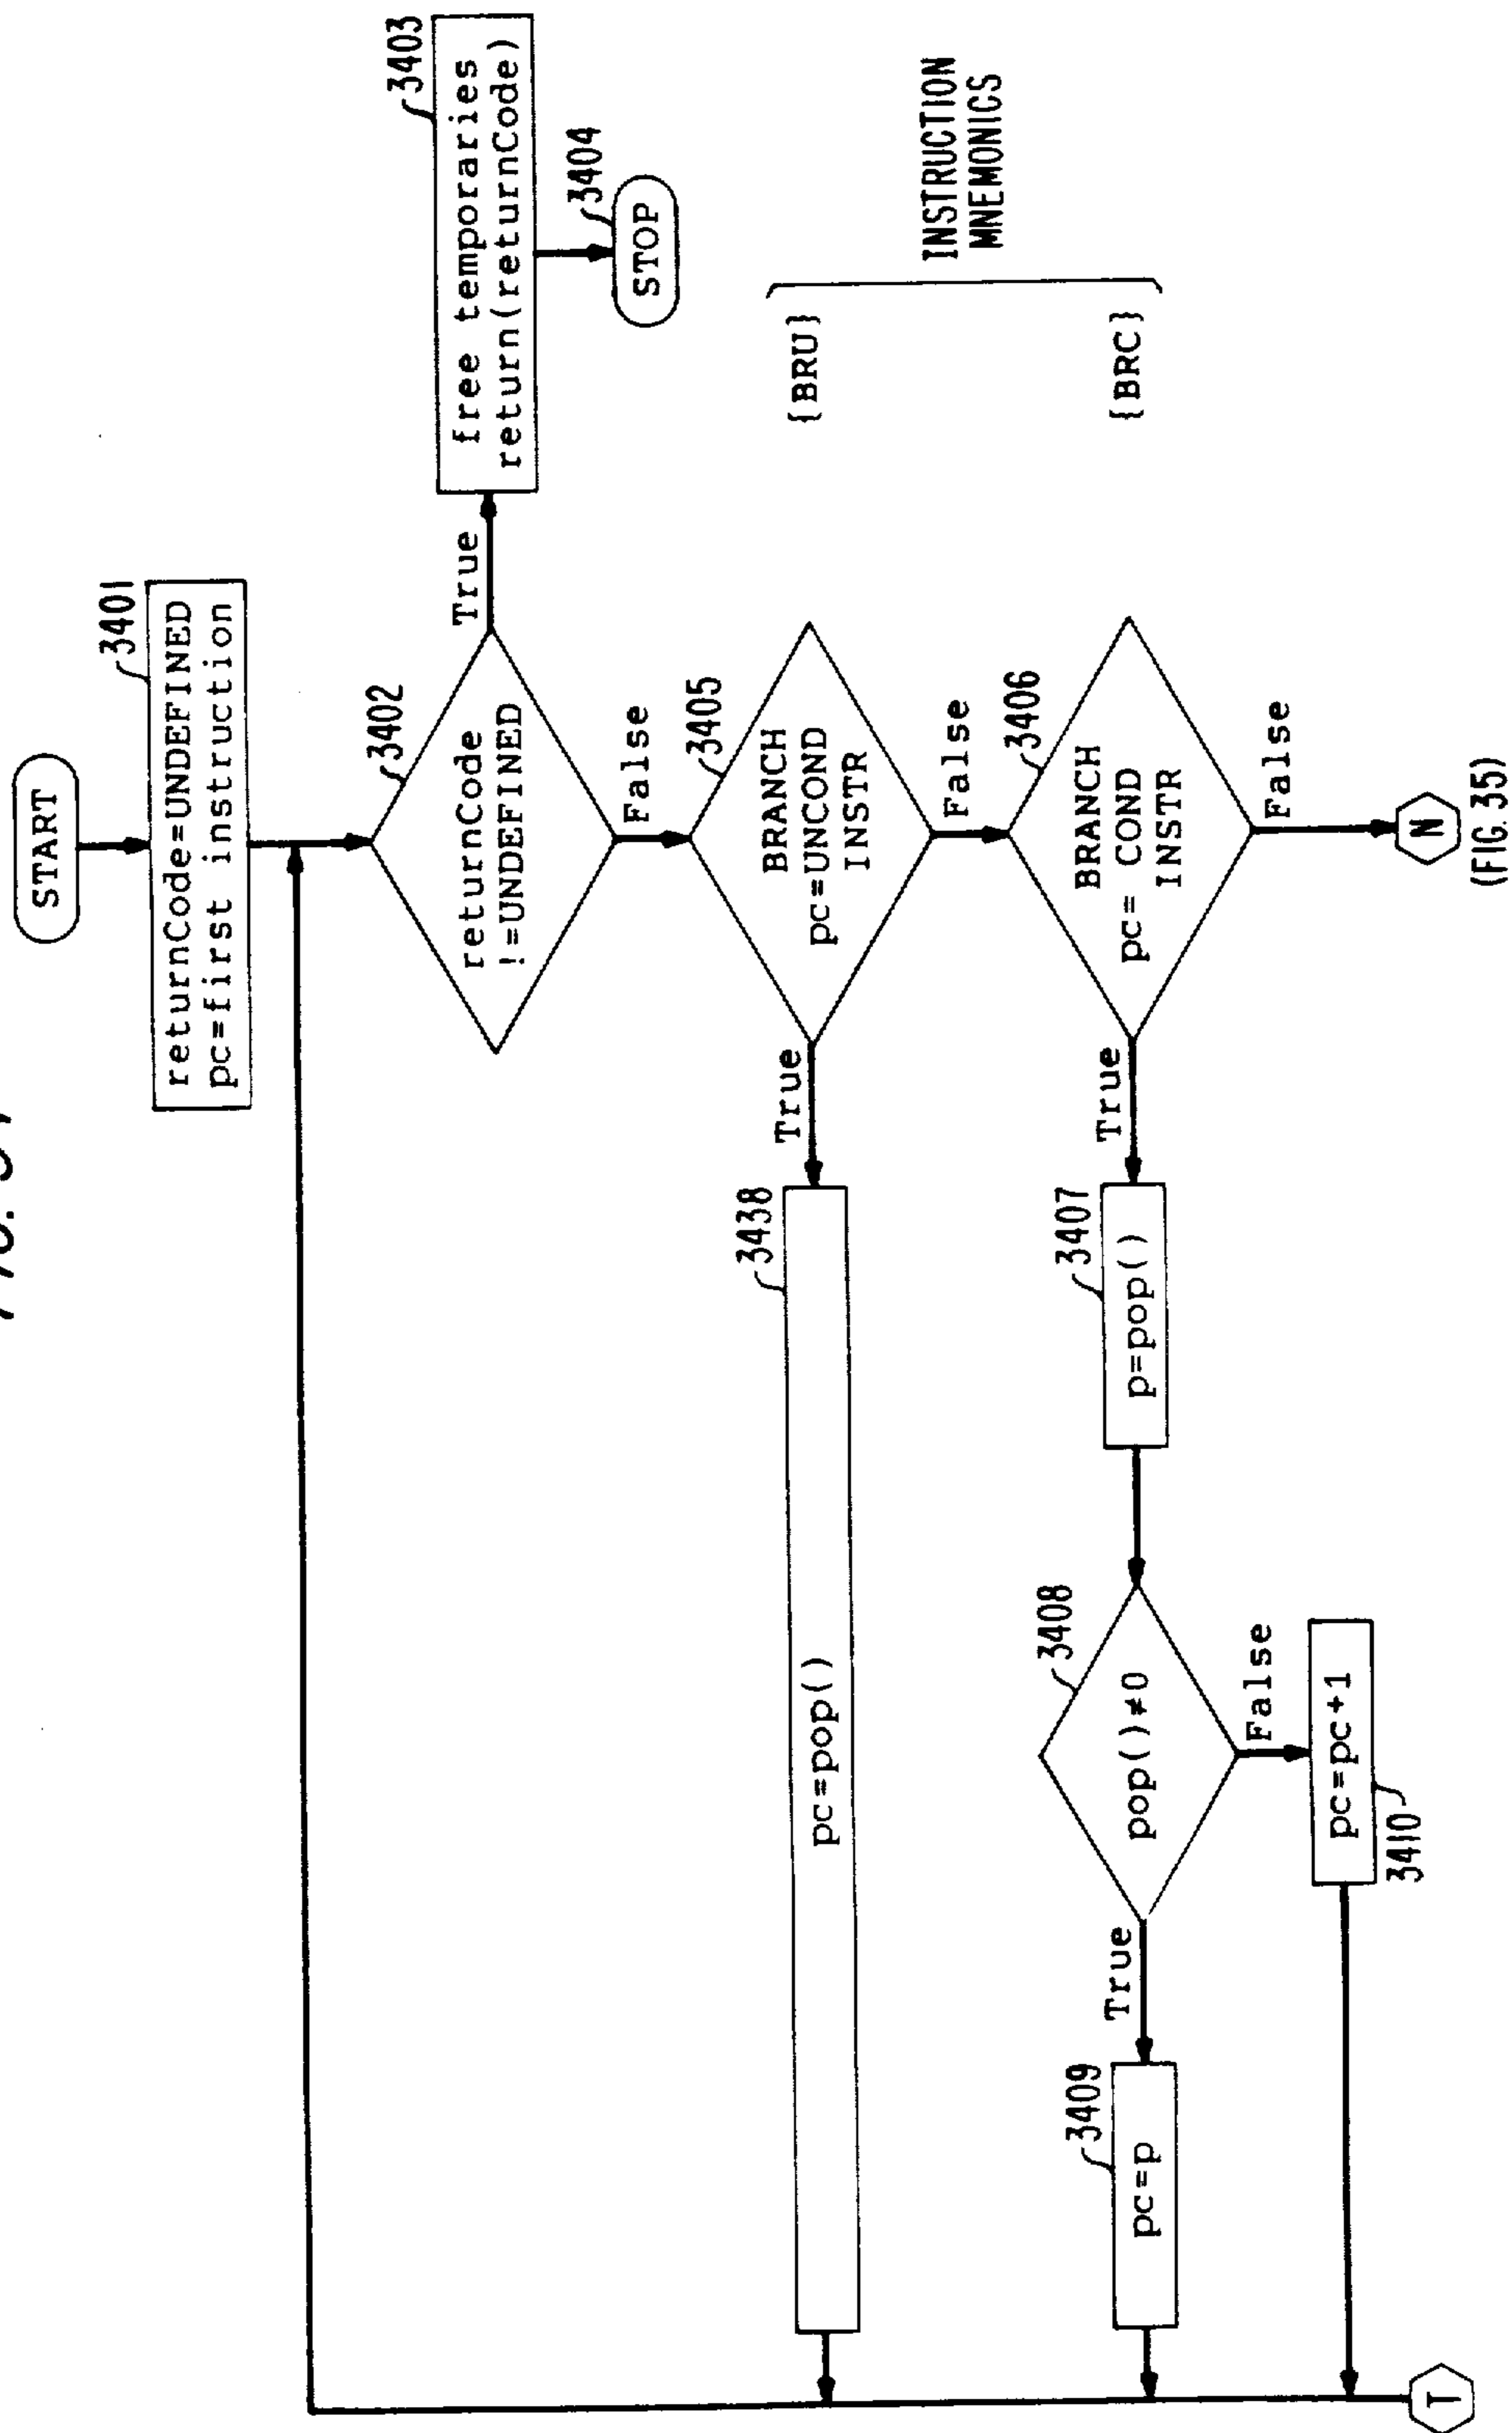 START
3401
returnCode=UNDEFINED
pc=first instruction
3402
returnCode
!=UNDEFINED
True
3403
free temporaries
return(returnCode)
3404
STOP
False
3405
BRANCH
pc=UNCOND
INSTR
True
3438
pc=pop()
{BRU}
INSTRUCTION
MNEMONICS
False
3406
BRANCH
pc= COND
INSTR
{BRC}
True
3407
p=pop()
3408
pop()≠0
True
3409
pc=p
False
pc=pc+1
3410
False
N
(FIG. 35)
T